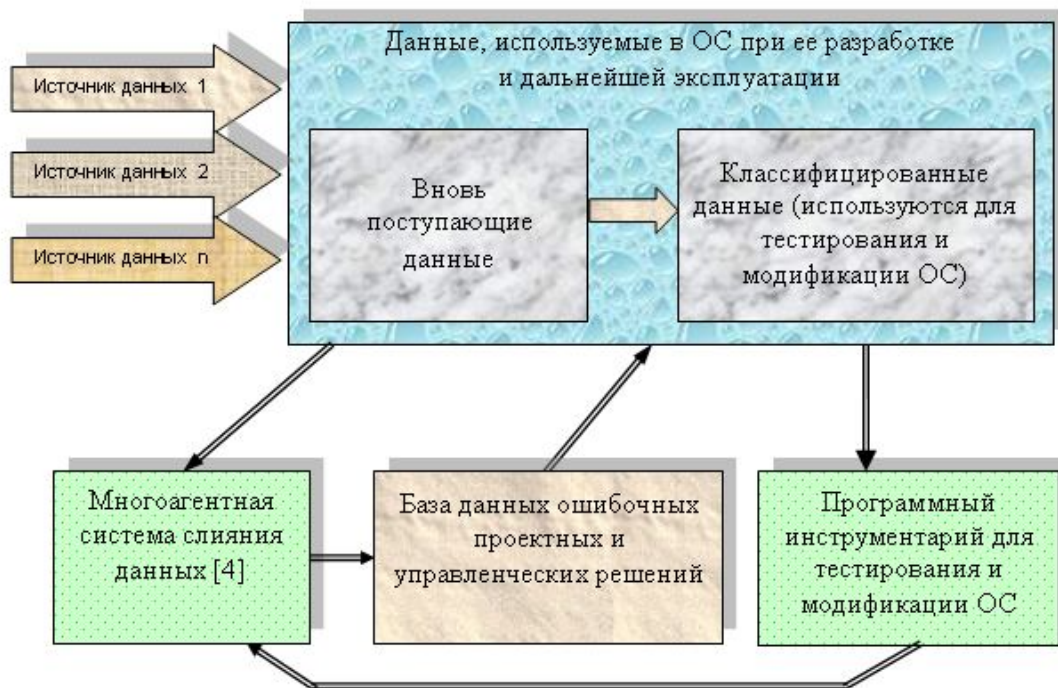 Данные, используемые в ОС при ее разработке
и дальнейшей эксплуатации
Источник данных 1
Источник данных 2
Источник данных n
Вновь
поступающие
данные
Классифицированные
данные (используются для
тестирования и
модификации ОС)
Многоагентная
система слияния
данных [4]
База данных ошибочных
проектных и
управленческих решений
Программный
инструментарий для
тестирования и
модификации ОС